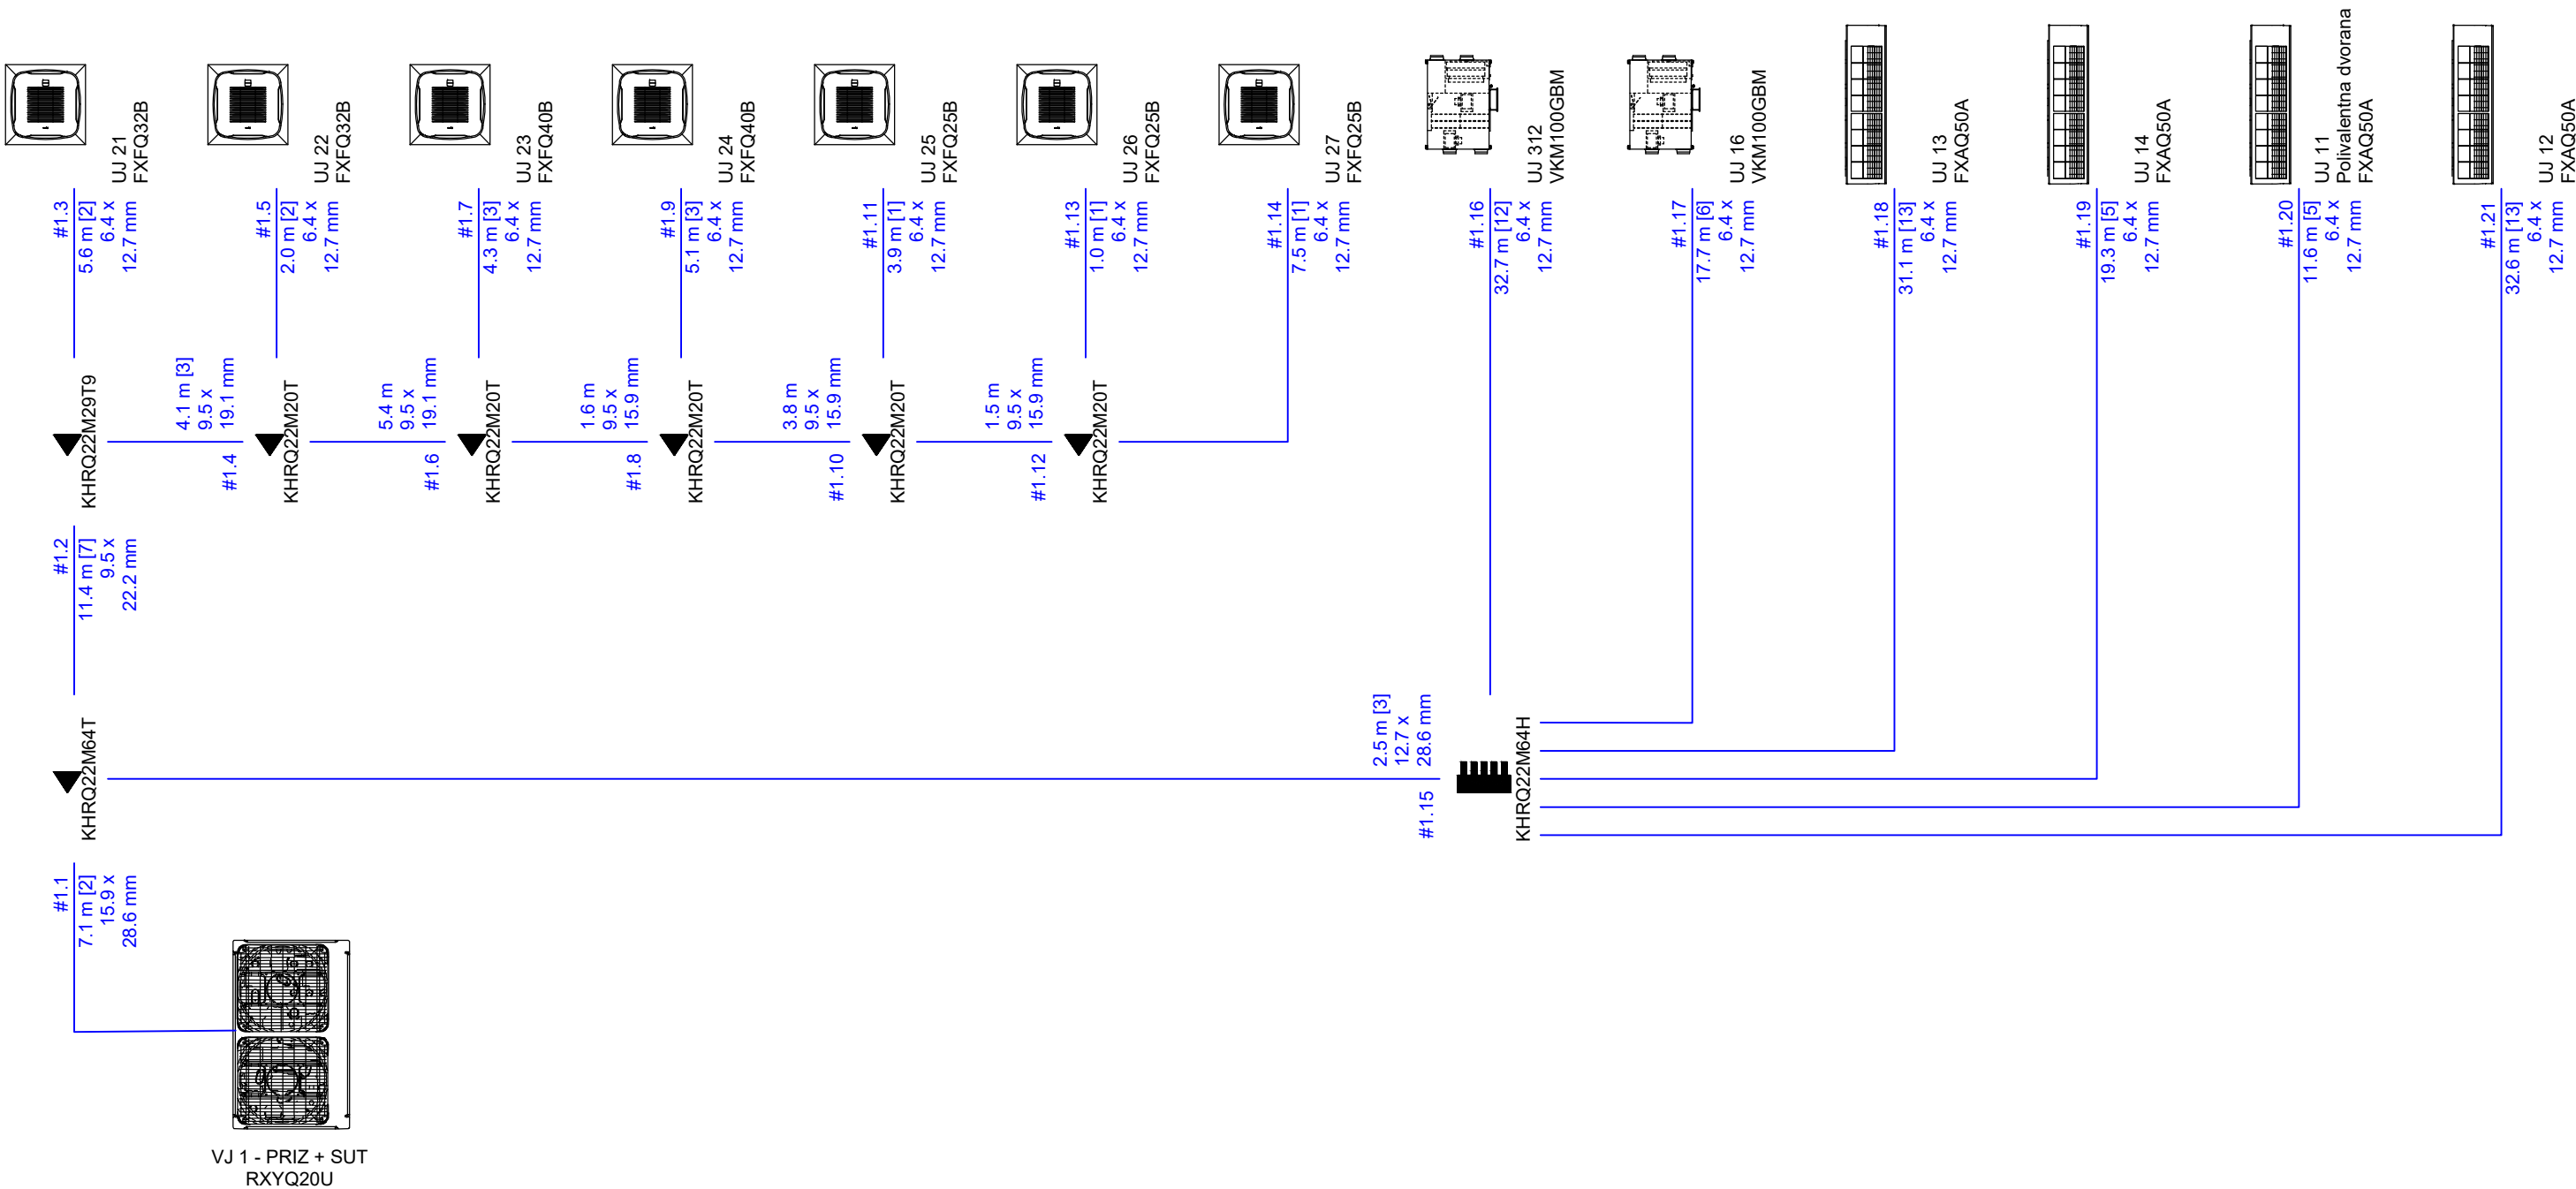 UJ 21
FXFQ32B
UJ 22
FXFQ32B
UJ 23
FXFQ40B
UJ 24
FXFQ40B
UJ 25
FXFQ25B
UJ 26
FXFQ25B
UJ 27
FXFQ25B
UJ 312
VKM100GBM
UJ 16
VKM100GBM
UJ 13
FXAQ50A
UJ 14
FXAQ50A
UJ 11
Polivalentna dvorana
FXAQ50A
UJ 12
FXAQ50A
#1.3
5.6 m [2]
6.4 x
12.7 mm
#1.5
2.0 m [2]
6.4 x
12.7 mm
#1.7
4.3 m [3]
6.4 x
12.7 mm
#1.9
5.1 m [3]
6.4 x
12.7 mm
#1.11
3.9 m [1]
6.4 x
12.7 mm
#1.13
1.0 m [1]
6.4 x
12.7 mm
#1.14
7.5 m [1]
6.4 x
12.7 mm
#1.16
32.7 m [12]
6.4 x
12.7 mm
#1.17
17.7 m [6]
6.4 x
12.7 mm
#1.18
31.1 m [13]
6.4 x
12.7 mm
#1.19
19.3 m [5]
6.4 x
12.7 mm
#1.20
11.6 m [5]
6.4 x
12.7 mm
#1.21
32.6 m [13]
6.4 x
12.7 mm
KHRQ22M29T9
4.1 m [3]
9.5 x
19.1 mm
#1.4
KHRQ22M20T
5.4 m
9.5 x
19.1 mm
#1.6
KHRQ22M20T
1.6 m
9.5 x
15.9 mm
#1.8
KHRQ22M20T
3.8 m
9.5 x
15.9 mm
#1.10
KHRQ22M20T
1.5 m
9.5 x
15.9 mm
#1.12
KHRQ22M20T
#1.2
11.4 m [7]
9.5 x
22.2 mm
KHRQ22M64T
2.5 m [3]
12.7 x
28.6 mm
#1.15
KHRQ22M64H
#1.1
7.1 m [2]
15.9 x
28.6 mm
VJ 1 - PRIZ + SUT
RXYQ20U